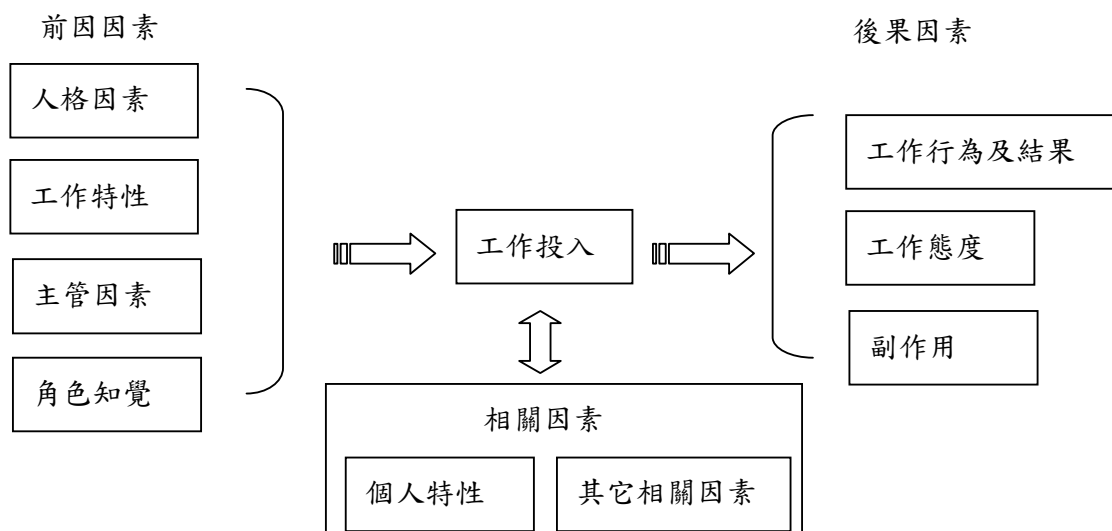 前因因素
後果因素
人格因素
工作特性
主管因素
角色知覺
工作投入
工作行為及結果
工作態度
副作用
相關因素
個人特性
其它相關因素